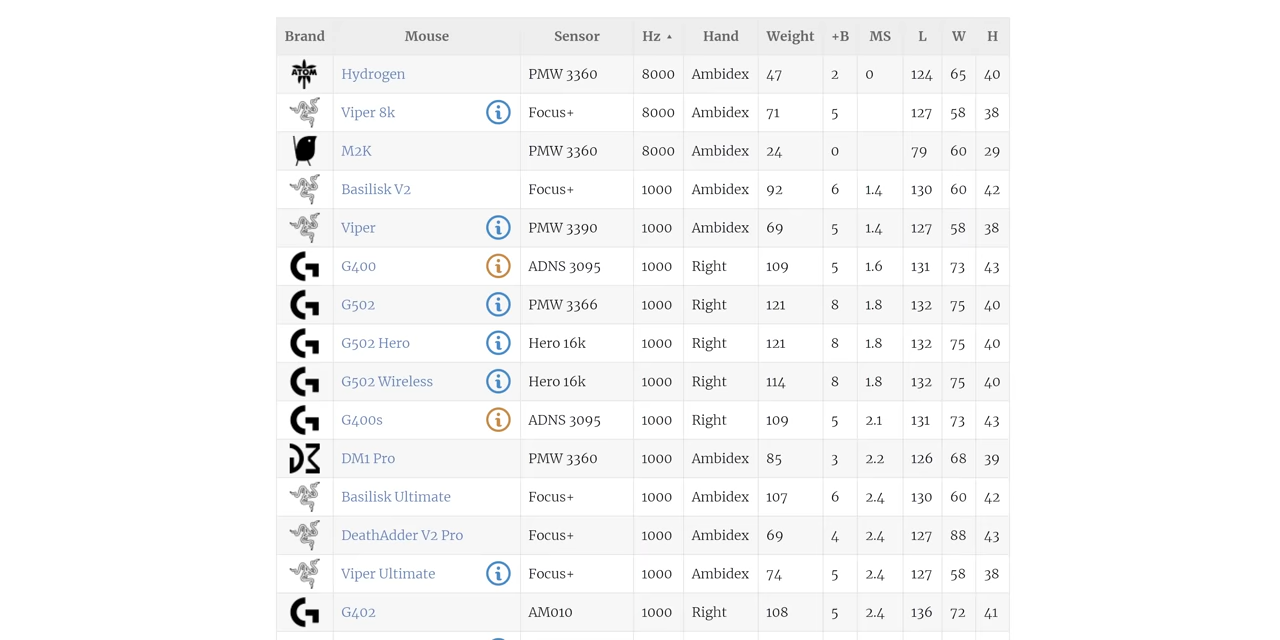 Brand Mouse Sensor Hz ▲ Hand Weight +B MS L W H
ATOM Hydrogen PMW 3360 8000 Ambidex 47 2 0 124 65 40
Viper 8k Focus+ 8000 Ambidex 71 5 127 58 38
M2K PMW 3360 8000 Ambidex 24 0 79 60 29
Basilisk V2 Focus+ 1000 Ambidex 92 6 1.4 130 60 42
Viper PMW 3390 1000 Ambidex 69 5 1.4 127 58 38
G400 ADNS 3095 1000 Right 109 5 1.6 131 73 43
G502 PMW 3366 1000 Right 121 8 1.8 132 75 40
G502 Hero Hero 16k 1000 Right 121 8 1.8 132 75 40
G502 Wireless Hero 16k 1000 Right 114 8 1.8 132 75 40
G400s ADNS 3095 1000 Right 109 5 2.1 131 73 43
DM1 Pro PMW 3360 1000 Ambidex 85 3 2.2 126 68 39
Basilisk Ultimate Focus+ 1000 Ambidex 107 6 2.4 130 60 42
DeathAdder V2 Pro Focus+ 1000 Ambidex 69 4 2.4 127 88 43
Viper Ultimate Focus+ 1000 Ambidex 74 5 2.4 127 58 38
G402 AM010 1000 Right 108 5 2.4 136 72 41